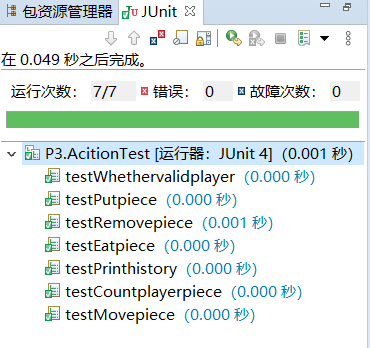 包资源管理器 JUnit
在 0.049 秒之后完成。
运行次数: 7/7 错误: 0 故障次数: 0
P3.AcitionTest [运行器: JUnit 4] (0.001 秒)
testWhethervalidplayer (0.000 秒)
testPutpiece (0.000 秒)
testRemovepiece (0.001 秒)
testEatpiece (0.000 秒)
testPrinthistory (0.000 秒)
testCountplayerpiece (0.000 秒)
testMovepiece (0.000 秒)